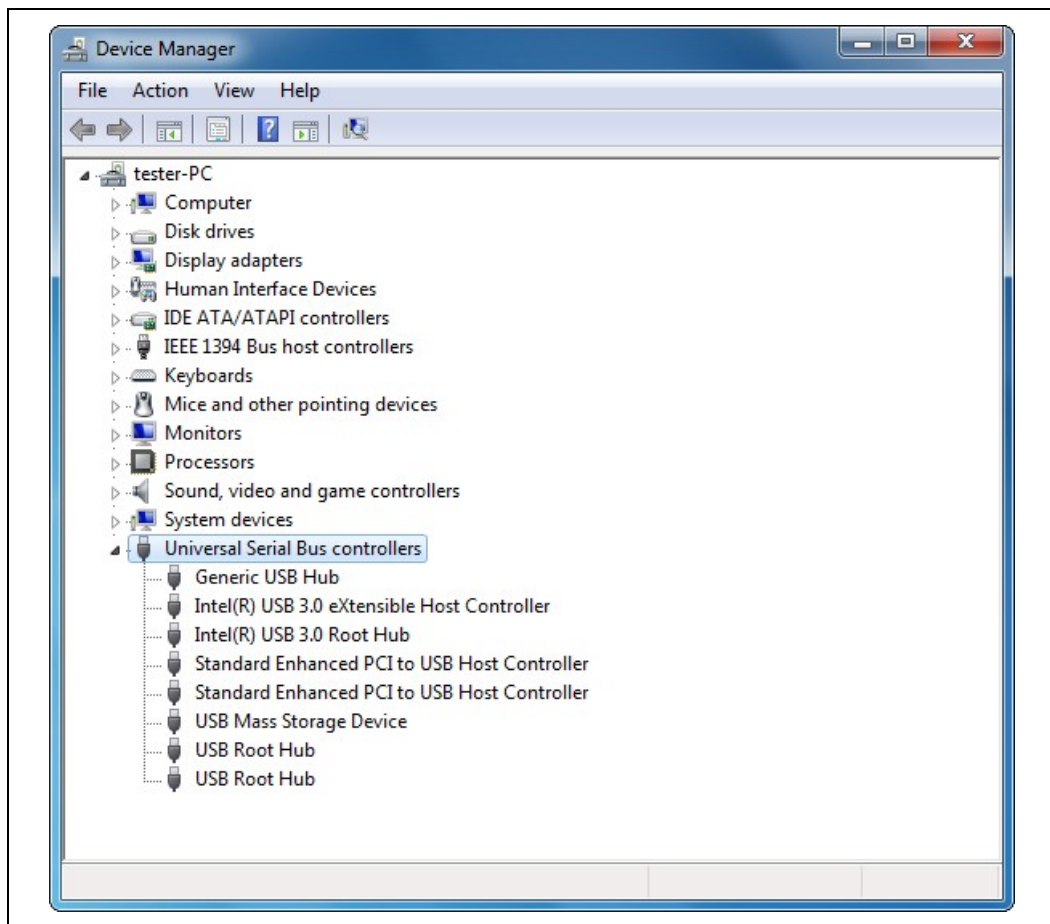 Device Manager
File Action View Help
tester-PC
Computer
Disk drives
Display adapters
Human Interface Devices
IDE ATA/ATAPI controllers
IEEE 1394 Bus host controllers
Keyboards
Mice and other pointing devices
Monitors
Processors
Sound, video and game controllers
System devices
Universal Serial Bus controllers
Generic USB Hub
Intel(R) USB 3.0 eXtensible Host Controller
Intel(R) USB 3.0 Root Hub
Standard Enhanced PCI to USB Host Controller
Standard Enhanced PCI to USB Host Controller
USB Mass Storage Device
USB Root Hub
USB Root Hub